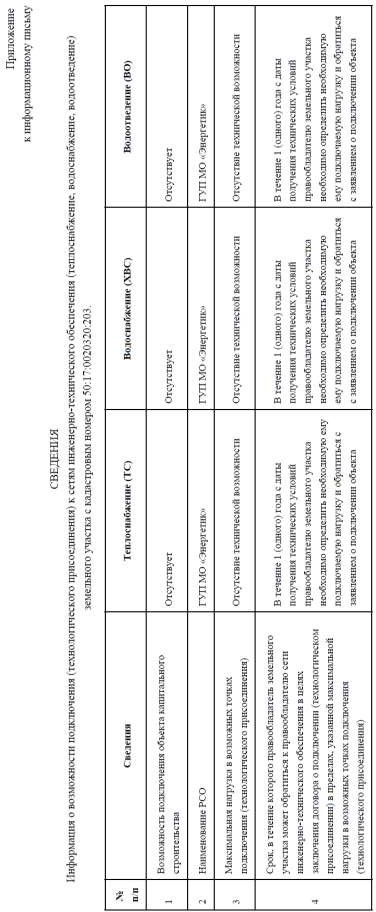 Приложение
к информационному письму
СВЕДЕНИЯ
Информация о возможности подключения (технологического присоединения) к сетям инженерно-технического обеспечения (теплоснабжение, водоснабжение, водоотведение)
земельного участка с кадастровым номером 50:17:0020320:203.
№
п/п
Сведения
Теплоснабжение (ТС)
Водоснабжение (ХВС)
Водоотведение (ВО)
1
Возможность подключения объекта капитального
строительства
Отсутствует
Отсутствует
Отсутствует
2
Наименование РСО
ГУП МО «Энергетик»
ГУП МО «Энергетик»
ГУП МО «Энергетик»
3
Максимальная нагрузка в возможных точках
подключения (технологического присоединения)
Отсутствие технической возможности
Отсутствие технической возможности
Отсутствие технической возможности
4
Срок, в течение которого правообладатель земельного
участка может обратиться к правообладателю сети
инженерно-технического обеспечения в целях
заключения договора о подключении (технологическом
присоединении) в пределах, указанной максимальной
нагрузки в возможных точках подключения
(технологического присоединения)
В течение 1 (одного) года с даты
получения технических условий
правообладателю земельного участка
необходимо определить необходимую ему
подключаемую нагрузку и обратиться с
заявлением о подключении объекта
В течение 1 (одного) года с даты
получения технических условий
правообладателю земельного участка
необходимо определить необходимую
ему подключаемую нагрузку и обратиться
с заявлением о подключении объекта
В течение 1 (одного) года с даты
получения технических условий
правообладателю земельного участка
необходимо определить необходимую
ему подключаемую нагрузку и обратиться
с заявлением о подключении объекта